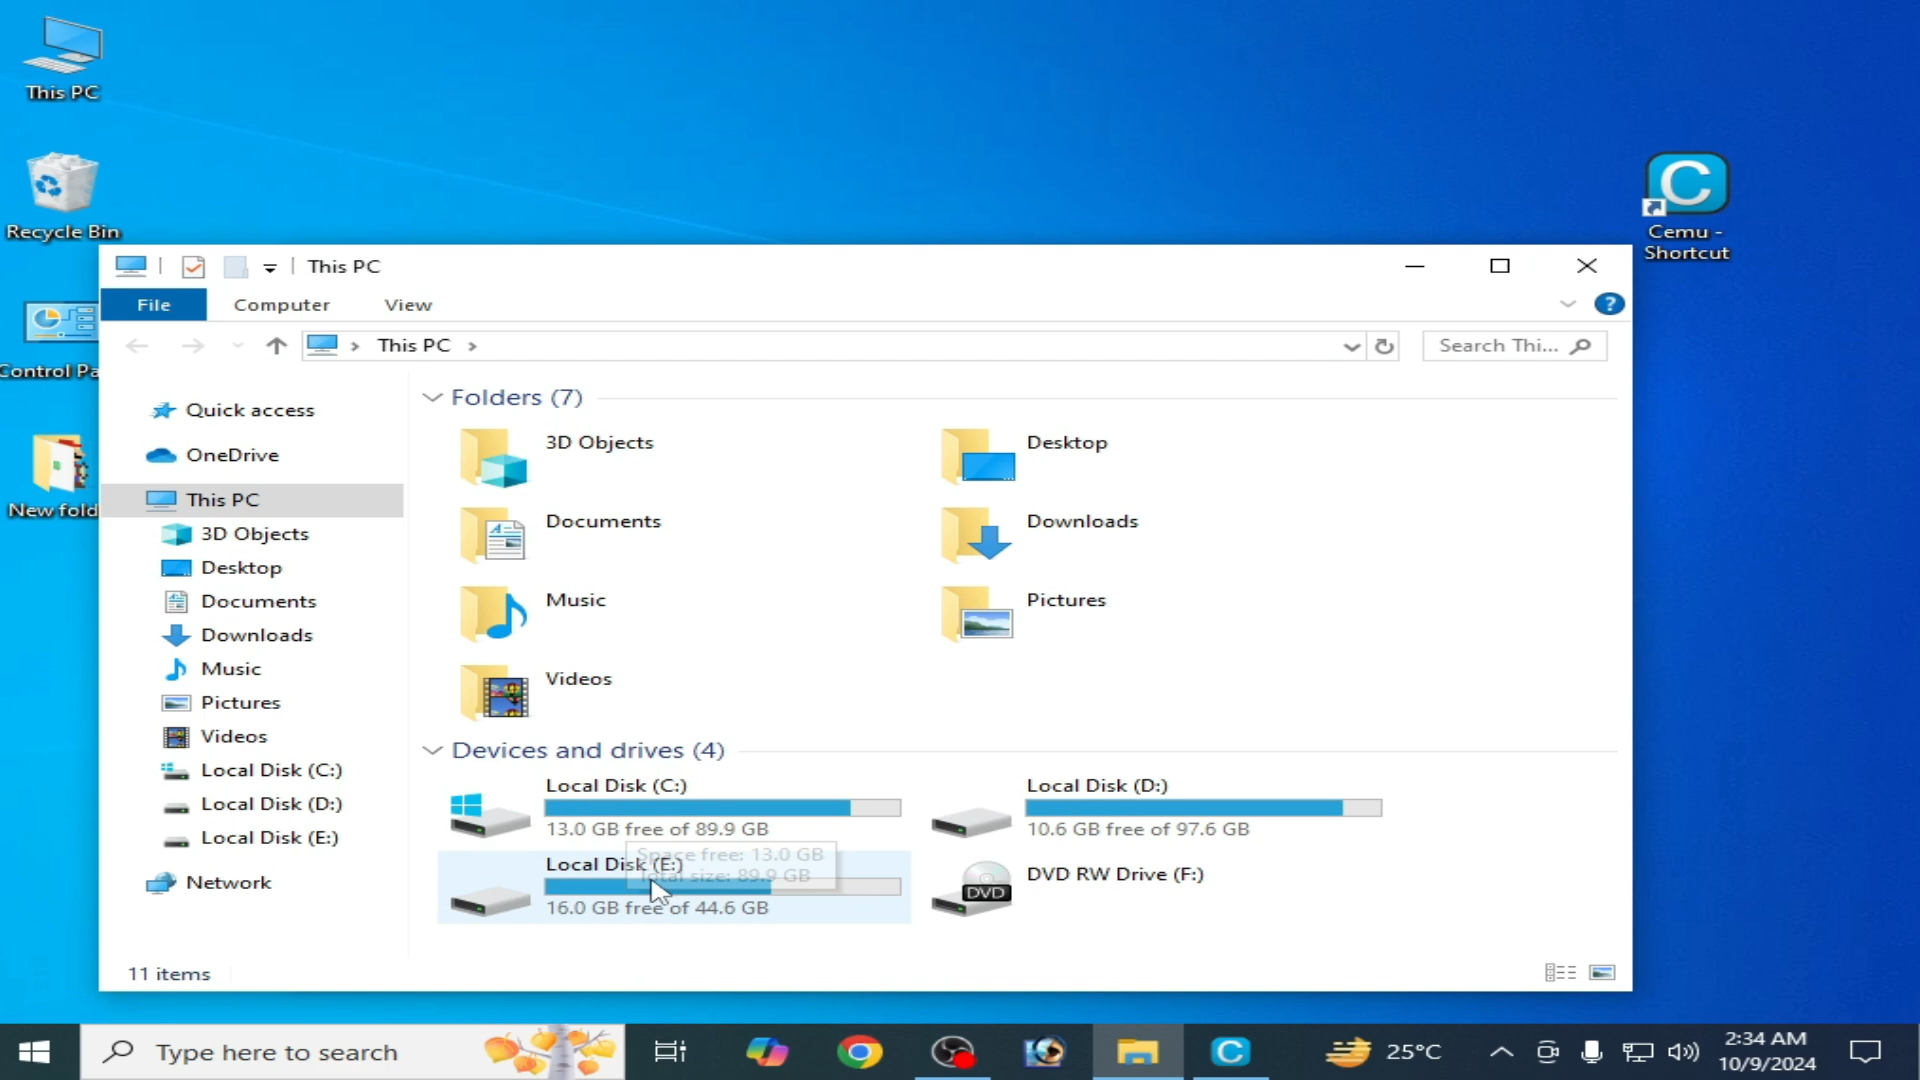 This PC
Recycle Bin
Control Pa
New fold
Cemu -
Shortcut
This PC
File
Computer
View
This PC
Search Thi...
Quick access
OneDrive
This PC
3D Objects
Desktop
Documents
Downloads
Music
Pictures
Videos
Local Disk (C:)
Local Disk (D:)
Local Disk (E:)
Network
Folders (7)
3D Objects
Desktop
Documents
Downloads
Music
Pictures
Videos
Devices and drives (4)
Local Disk (C:)
13.0 GB free of 89.9 GB
Local Disk (D:)
10.6 GB free of 97.6 GB
Space free: 13.0 GB
Total size: 89.9 GB
Local Disk (E:)
16.0 GB free of 44.6 GB
DVD RW Drive (F:)
DVD
11 items
Type here to search
25°C
2:34 AM
10/9/2024